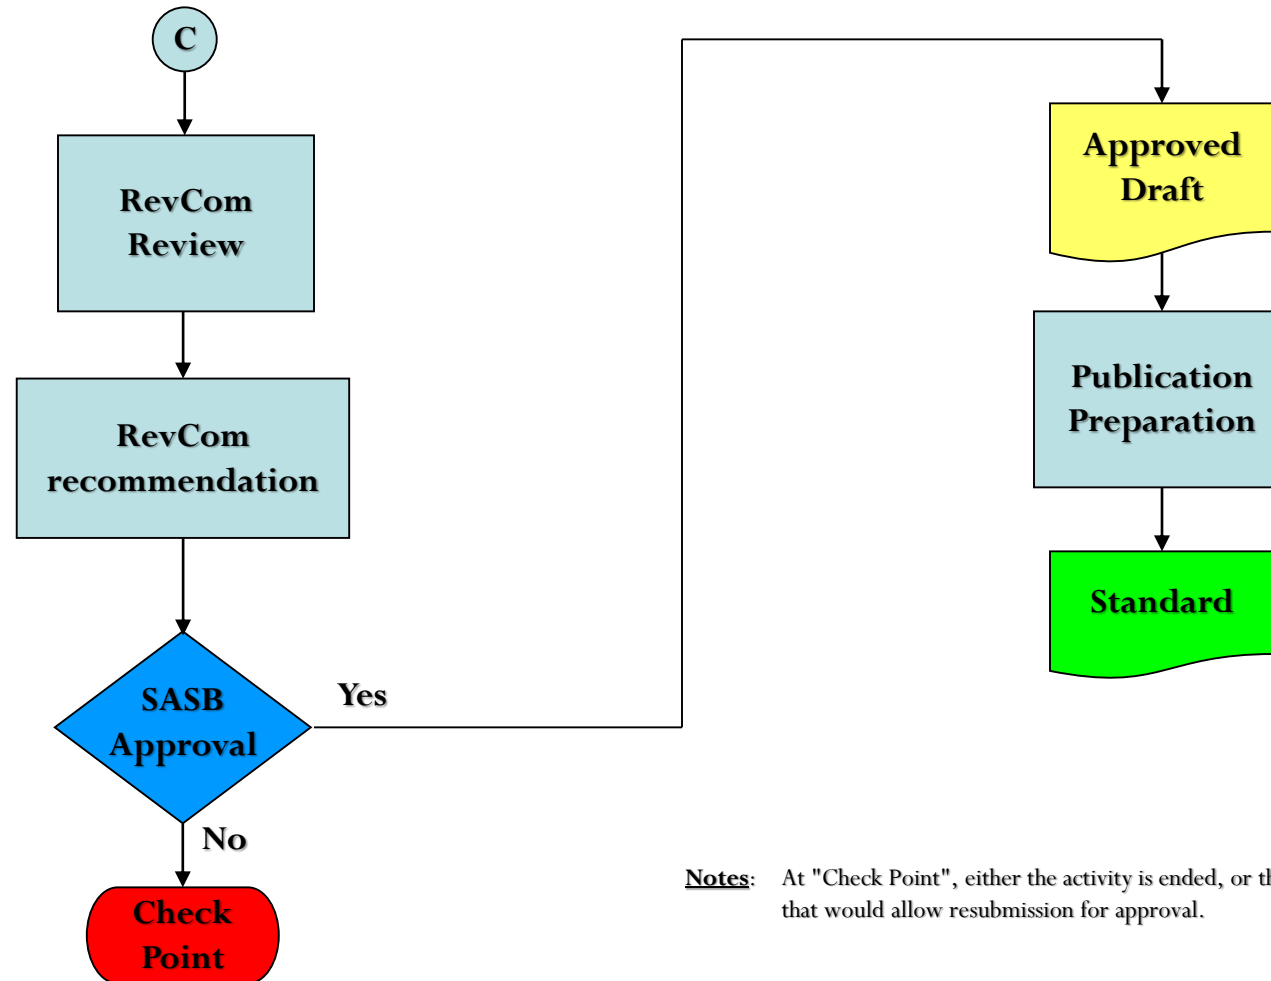 C
RevCom
Review
RevCom
recommendation
SASB
Approval
Yes
No
Check
Point
Approved
Draft
Publication
Preparation
Standard
Notes: At "Check Point", either the activity is ended, or
that would allow resubmission for approval.